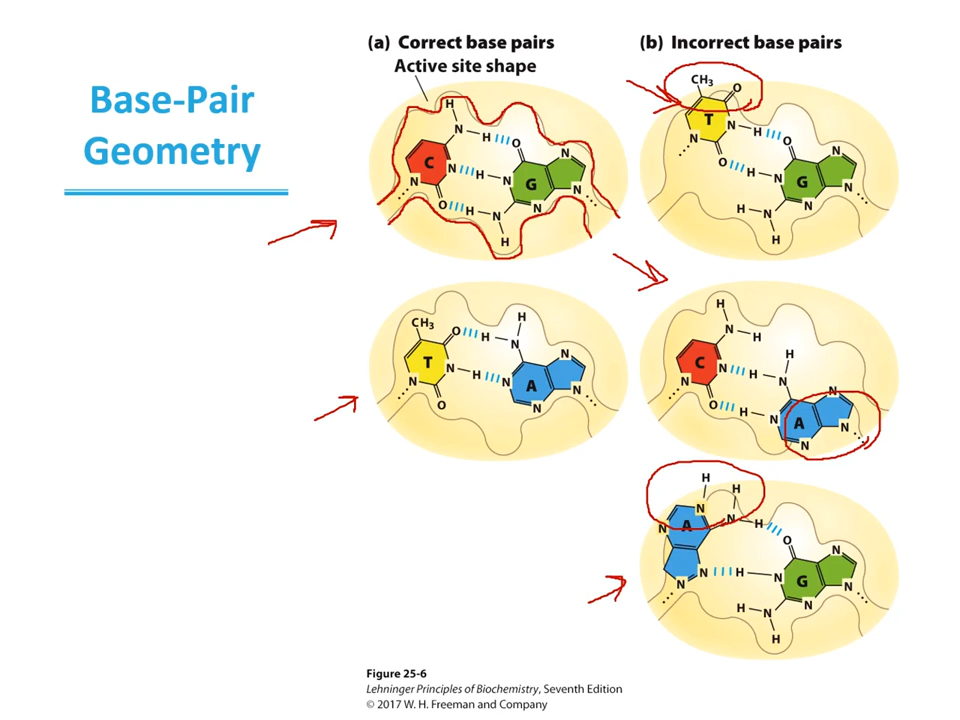 Base-Pair
Geometry
(a) Correct base pairs
Active site shape
H
N
H
O
C
N
H
N
G
N
N
N
N
O
H
N
H
(b) Incorrect base pairs
CH3
O
T
N
H
O
O
H
N
G
N
N
N
H
N
H
CH3
O
H
N
H
T
N
H
N
A
N
N
N
N
O
H
N
H
C
N
H
N
H
O
H
N
A
N
N
N
H
H
N
N
H
A
N
O
N
N
H
N
G
N
N
N
H
N
H
Figure 25-6
Lehninger Principles of Biochemistry, Seventh Edition
© 2017 W. H. Freeman and Company